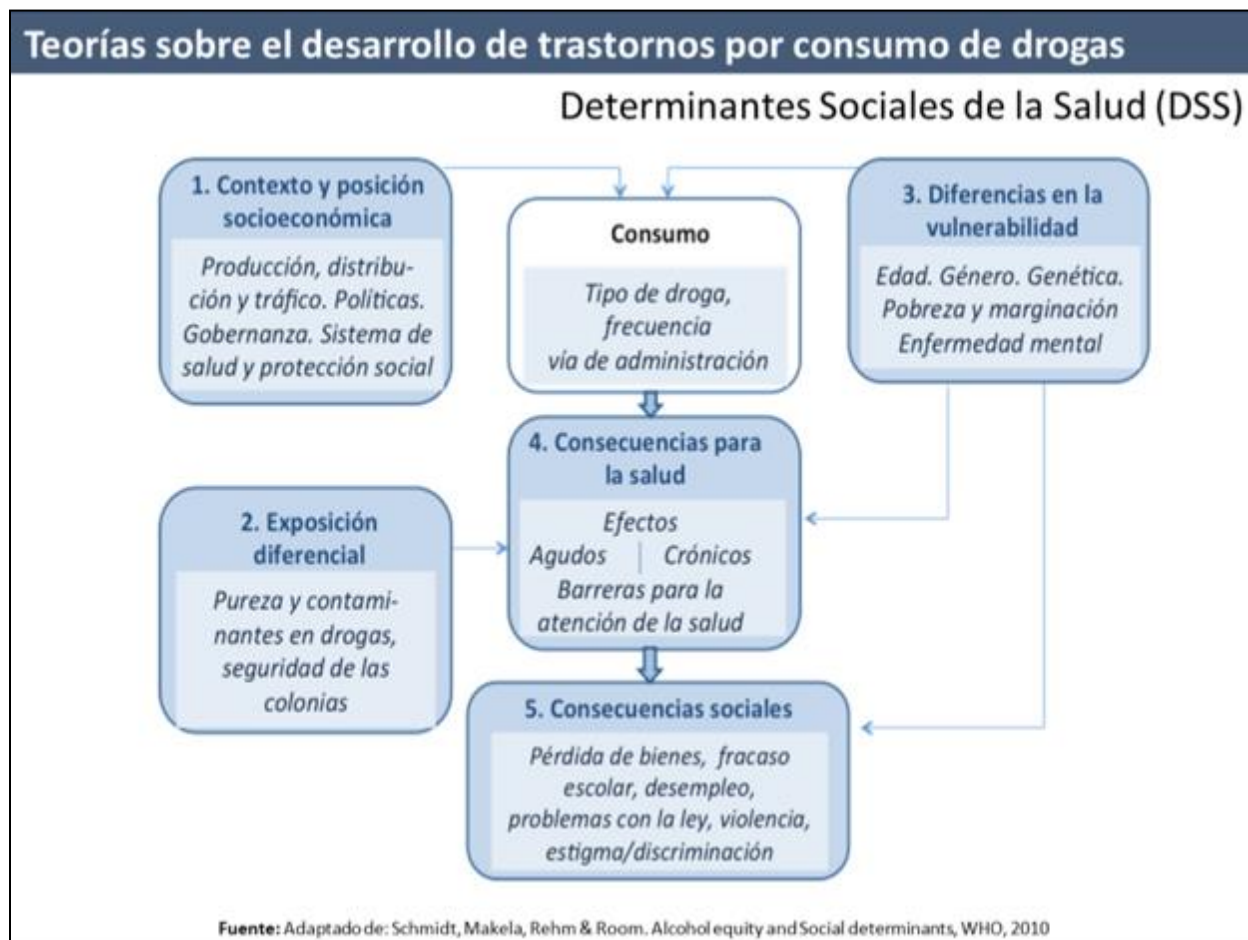 Teorías sobre el desarrollo de trastornos por consumo de drogas
Determinantes Sociales de la Salud (DSS)
1. Contexto y posición
socioeconómica
Producción, distribu-
ción y tráfico. Políticas.
Gobernanza. Sistema de
salud y protección social
Consumo
Tipo de droga,
frecuencia
vía de administración
3. Diferencias en la
vulnerabilidad
Edad. Género. Genética.
Pobreza y marginación
Enfermedad mental
2. Exposición
diferencial
Pureza y contami-
nantes en drogas,
seguridad de las
colonias
4. Consecuencias para
la salud
Efectos
Agudos Crónicos
Barreras para la
atención de la salud
5. Consecuencias sociales
Pérdida de bienes, fracaso
escolar, desempleo,
problemas con la ley, violencia,
estigma/discriminación
Fuente: Adaptado de: Schmidt, Makela, Rehm & Room. Alcohol equity and Social determinants, WHO, 2010